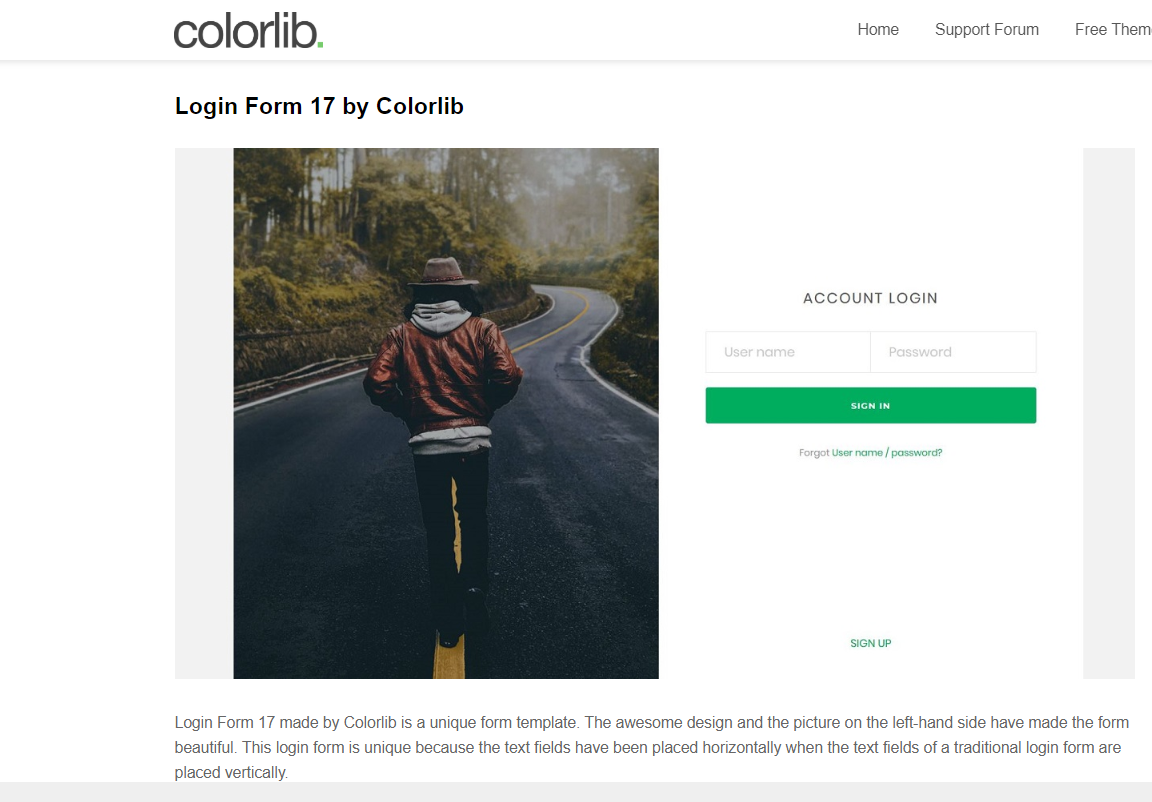 colorlib.
Home Support Forum Free Them
Login Form 17 by Colorlib
ACCOUNT LOGIN
User name Password
SIGN IN
Forgot User name / password?
SIGN UP
Login Form 17 made by Colorlib is a unique form template. The awesome design and the picture on the left-hand side have made the form
beautiful. This login form is unique because the text fields have been placed horizontally when the text fields of a traditional login form are
placed vertically.